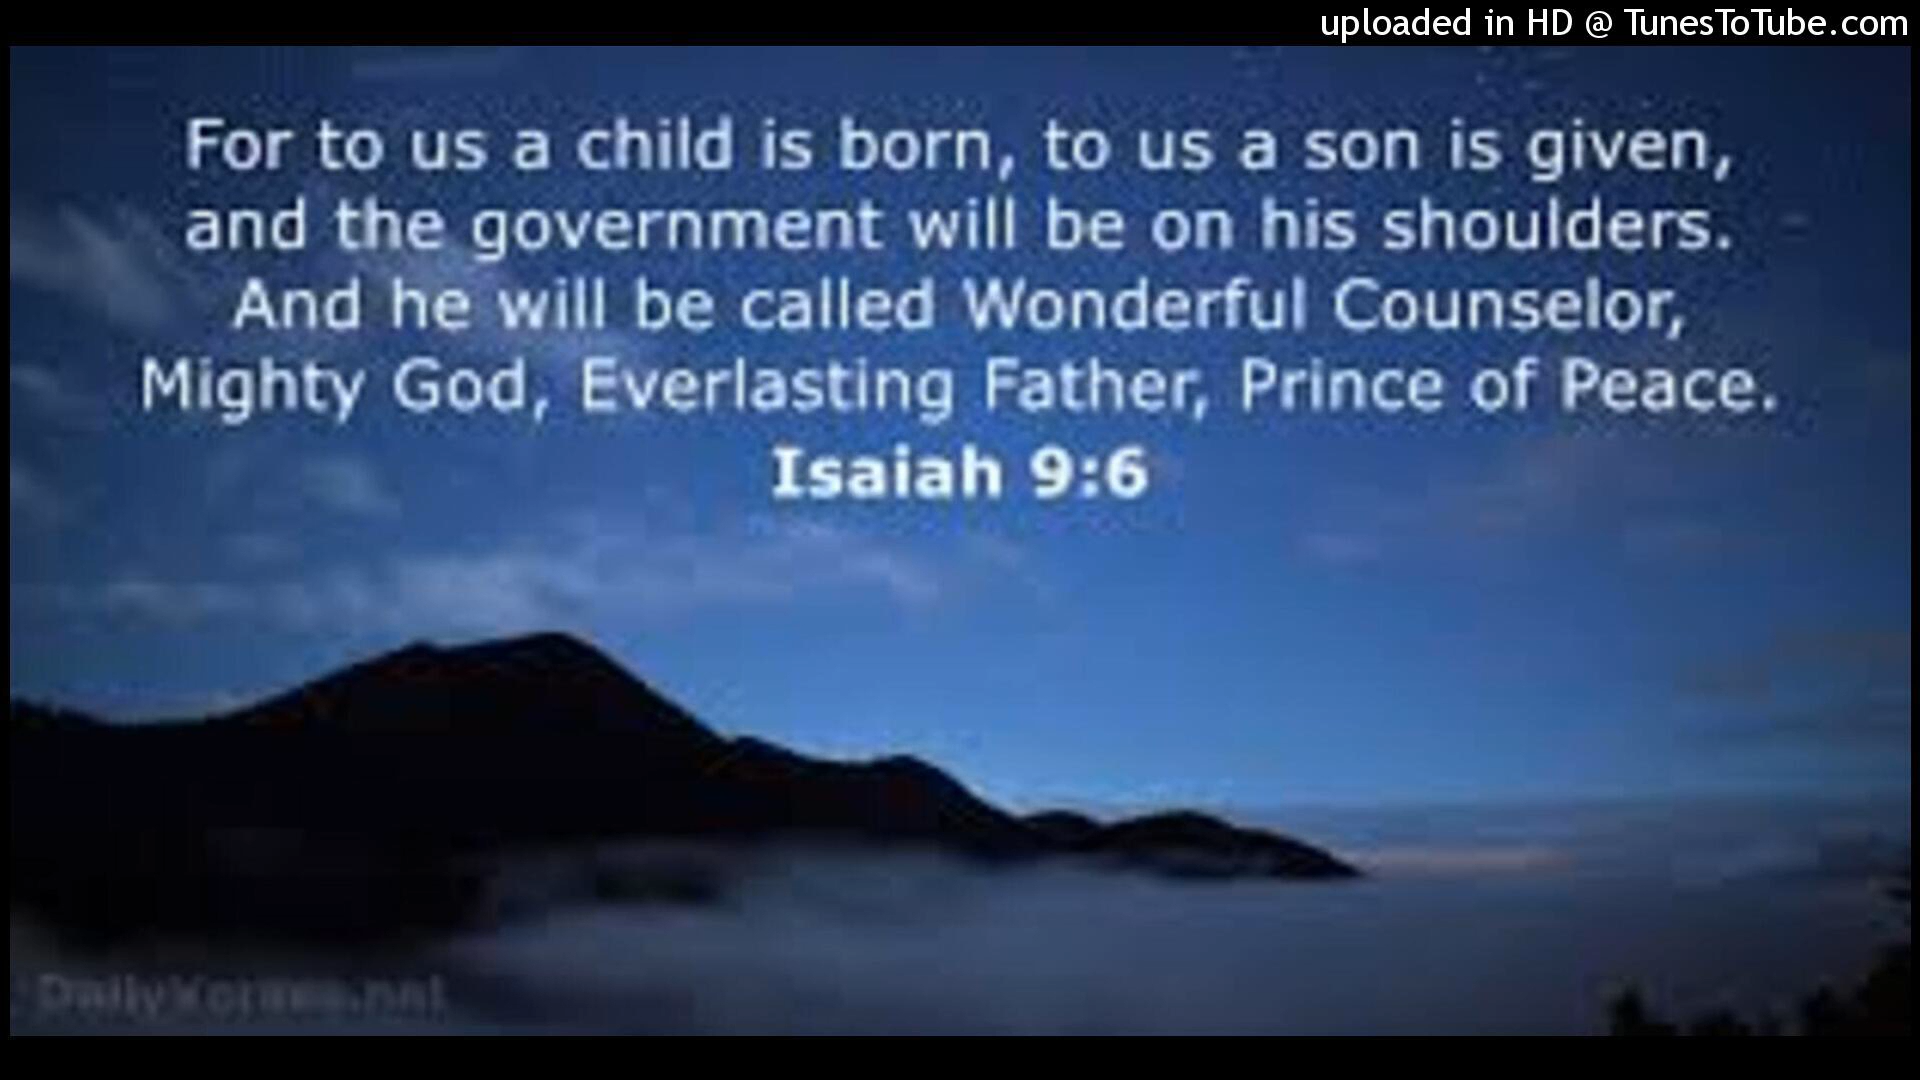 uploaded in HD @ TunesToTube.com
For to us a child is born, to us a son is given,
and the government will be on his shoulders.
And he will be called Wonderful Counselor,
Mighty God, Everlasting Father, Prince of Peace.
Isaiah 9:6